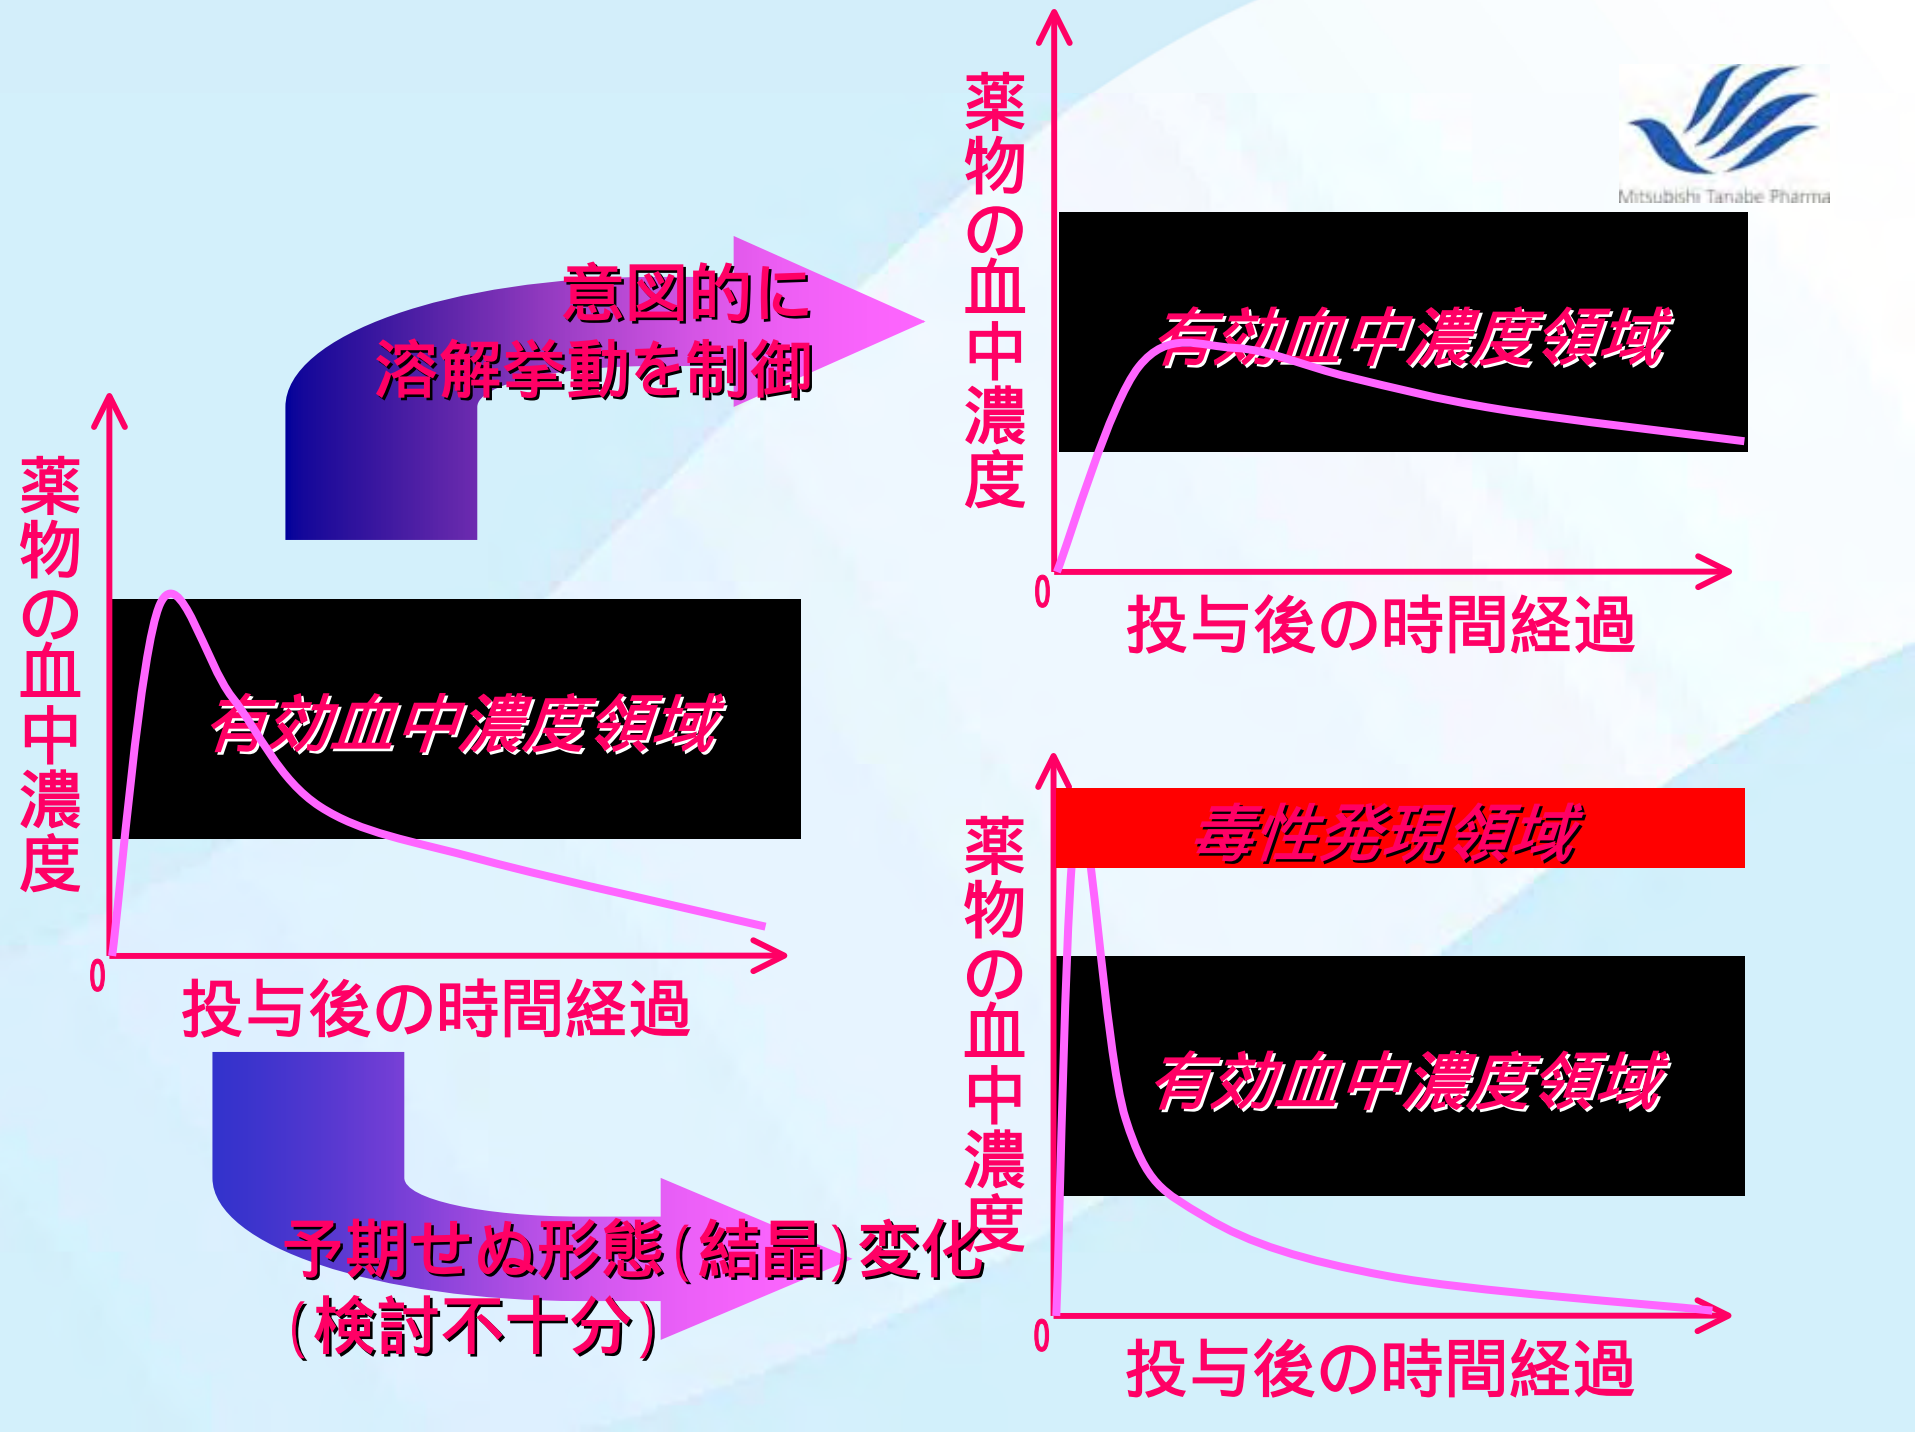 Mitsubishi Tanabe Pharma
薬物の血中濃度
有効血中濃度領域
0
投与後の時間経過
意図的に
溶解挙動を制御
薬物の血中濃度
有効血中濃度領域
0
投与後の時間経過
予期せぬ形態(結晶)変化
(検討不十分)
薬物の血中濃度
毒性発現領域
有効血中濃度領域
0
投与後の時間経過